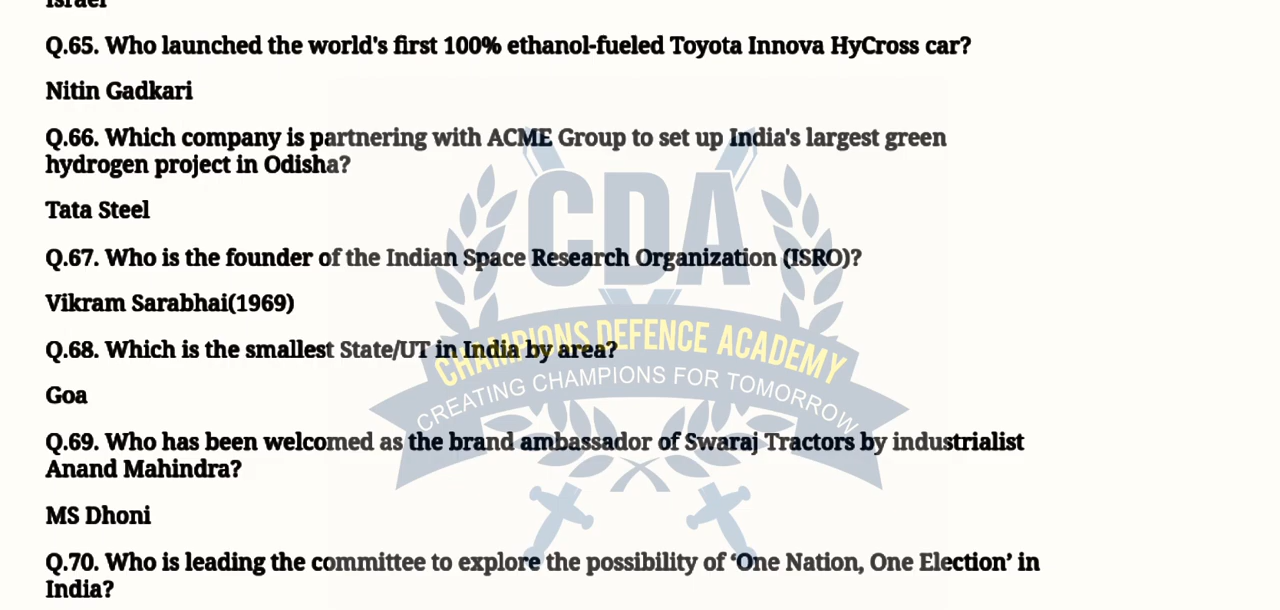 Israel
Q.65. Who launched the world's first 100% ethanol-fueled Toyota Innova HyCross car?
Nitin Gadkari
Q.66. Which company is partnering with ACME Group to set up India's largest green
hydrogen project in Odisha?
Tata Steel
Q.67. Who is the founder of the Indian Space Research Organization (ISRO)?
Vikram Sarabhai(1969)
Q.68. Which is the smallest State/UT in India by area?
Goa
Q.69. Who has been welcomed as the brand ambassador of Swaraj Tractors by industrialist
Anand Mahindra?
MS Dhoni
Q.70. Who is leading the committee to explore the possibility of ‘One Nation, One Election’ in
India?
CDA
CHAMPIONS DEFENCE ACADEMY
CREATING CHAMPIONS FOR TOMORROW